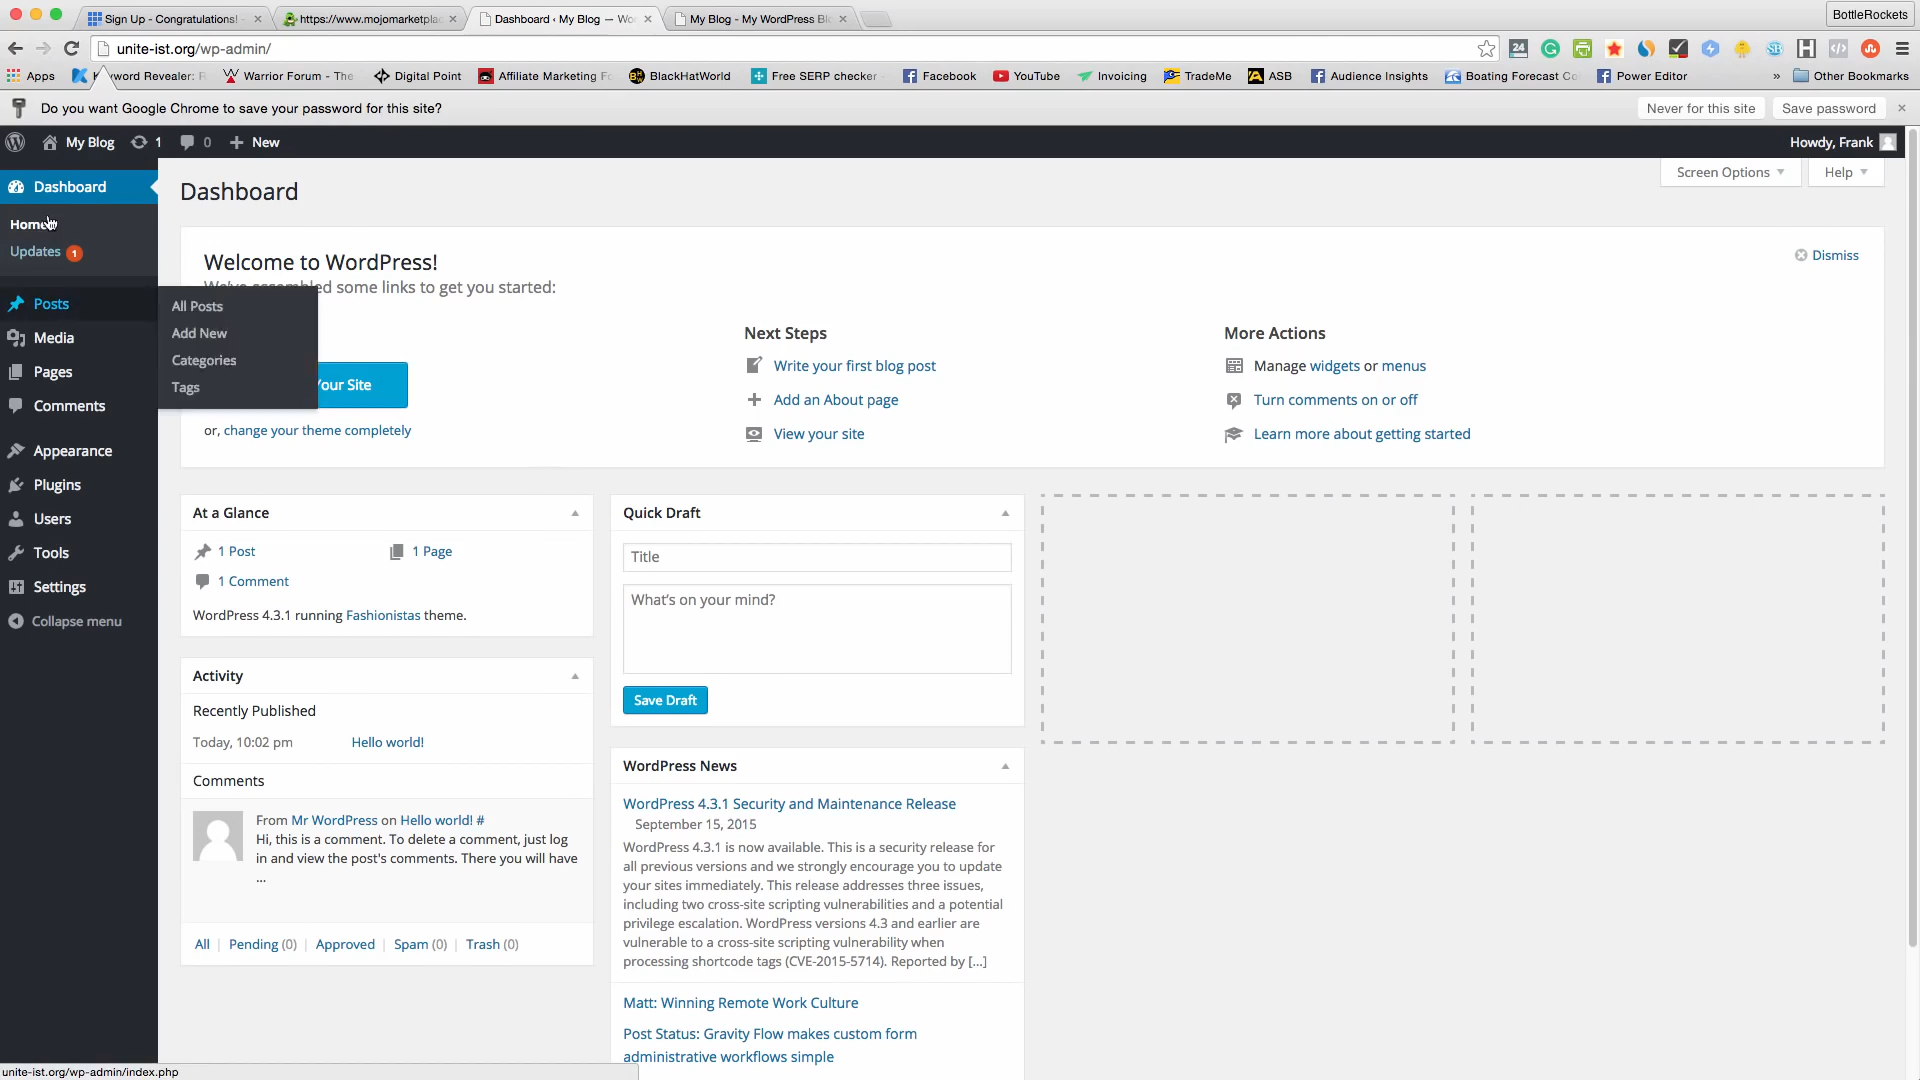 Sign Up - Congratulations!
https://www.mojomarketpla
Dashboard ‹ My Blog — Wo
My Blog - My WordPress Bl
BottleRockets
unite-ist.org/wp-admin/
24
Apps
yword Revealer:
Warrior Forum - The
Digital Point
Affiliate Marketing Fo
BlackHatWorld
Free SERP checker
Facebook
YouTube
Invoicing
TradeMe
ASB
Audience Insights
Boating Forecast Co
Power Editor
»
Other Bookmarks
Do you want Google Chrome to save your password for this site?
Never for this site
Save password
My Blog
1
0
New
Howdy, Frank
Dashboard
Home
Updates 1
Posts
Media
Pages
Comments
Appearance
Plugins
Users
Tools
Settings
Collapse menu
All Posts
Add New
Categories
Tags
Dashboard
Screen Options
Help
Welcome to WordPress!
We've assembled some links to get you started:
Dismiss
Your Site
or, change your theme completely
Next Steps
Write your first blog post
Add an About page
View your site
More Actions
Manage widgets or menus
Turn comments on or off
Learn more about getting started
At a Glance
1 Post
1 Page
1 Comment
WordPress 4.3.1 running Fashionistas theme.
Activity
Recently Published
Today, 10:02 pm Hello world!
Comments
From Mr WordPress on Hello world! #
Hi, this is a comment. To delete a comment, just log
in and view the post's comments. There you will have
...
All | Pending (0) | Approved | Spam (0) | Trash (0)
Quick Draft
Title
What's on your mind?
Save Draft
WordPress News
WordPress 4.3.1 Security and Maintenance Release
September 15, 2015
WordPress 4.3.1 is now available. This is a security release for
all previous versions and we strongly encourage you to update
your sites immediately. This release addresses three issues,
including two cross-site scripting vulnerabilities and a potential
privilege escalation. WordPress versions 4.3 and earlier are
vulnerable to a cross-site scripting vulnerability when
processing shortcode tags (CVE-2015-5714). Reported by [...]
Matt: Winning Remote Work Culture
Post Status: Gravity Flow makes custom form
administrative workflows simple
unite-ist.org/wp-admin/index.php